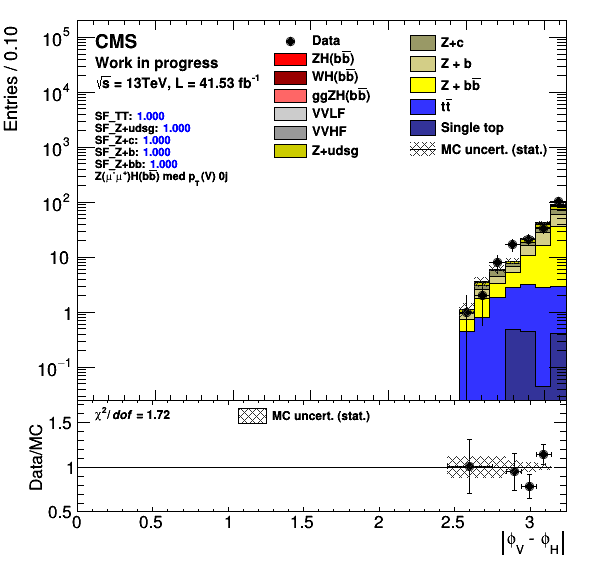 CMS
Work in progress
√s = 13TeV, L = 41.53 fb⁻¹
SF_TT: 1.000
SF_Z+udsg: 1.000
SF_Z+c: 1.000
SF_Z+b: 1.000
SF_Z+bb: 1.000
Z(μ⁻μ⁺)H(bb̅) med p_T(V) 0j
Data
ZH(bb̅)
WH(bb̅)
ggZH(bb̅)
VVLF
VVHF
Z+udsg
Z+c
Z + b
Z + bb̅
tt̅
Single top
MC uncert. (stat.)
Entries / 0.10
10⁵
10⁴
10³
10²
10
1
10⁻¹
χ²/dof = 1.72
MC uncert. (stat.)
Data/MC
1.5
1
0.5
0 0.5 1 1.5 2 2.5 3
|ϕ_V - ϕ_H|